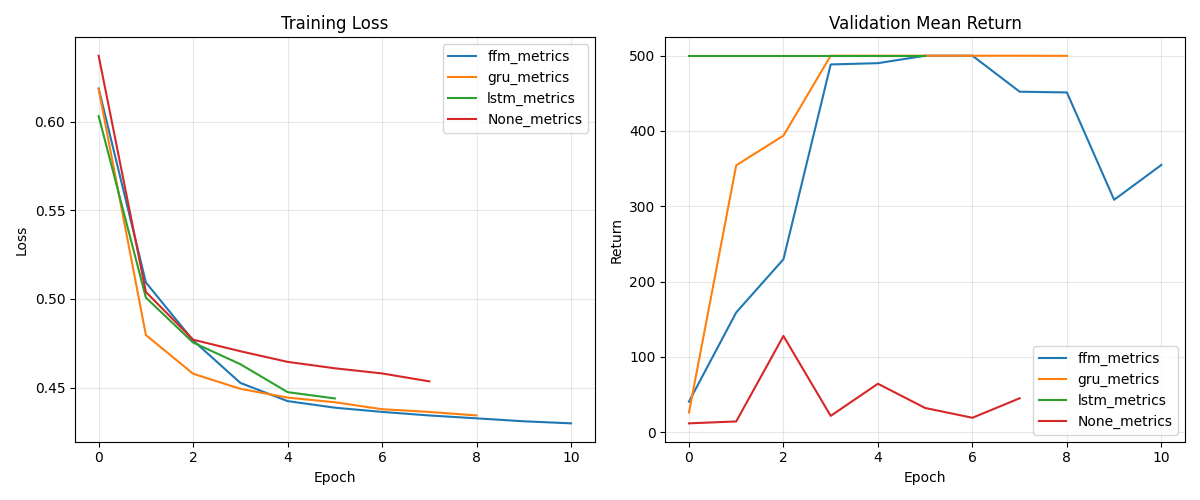 Training Loss
Loss
0.60
0.55
0.50
0.45
0 2 4 6 8 10
Epoch
ffm_metrics
gru_metrics
lstm_metrics
None_metrics
Validation Mean Return
Return
500
400
300
200
100
0
0 2 4 6 8 10
Epoch
ffm_metrics
gru_metrics
lstm_metrics
None_metrics